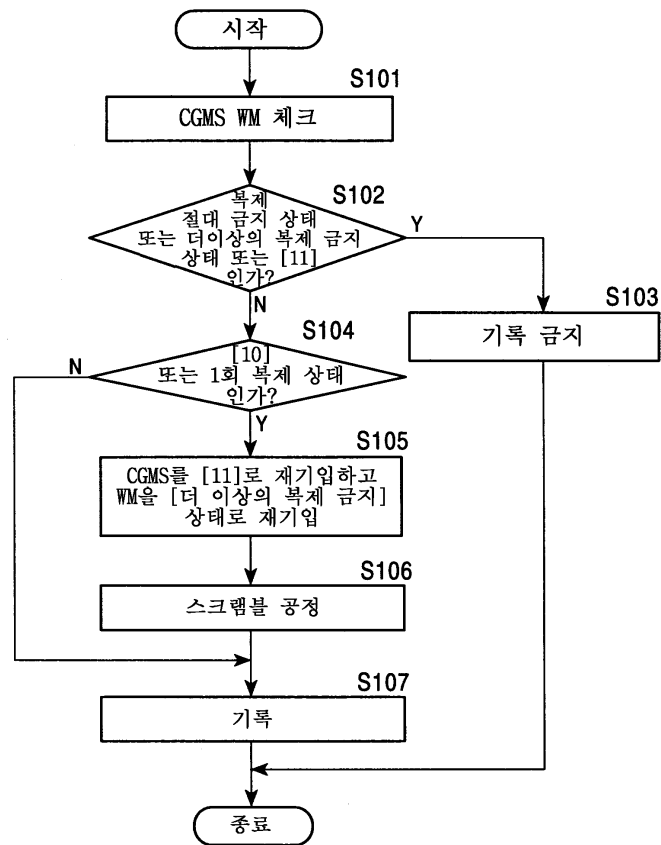 시작
S101
CGMS WM 체크
S102
복제
절대 금지 상태
또는 더이상의 복제 금지
상태 또는 [11]
인가?
Y
N
S103
기록 금지
S104
[10]
또는 1회 복제 상태
인가?
N
Y
S105
CGMS를 [11]로 재기입하고
WM을 [더 이상의 복제 금지]
상태로 재기입
S106
스크램블 공정
S107
기록
종료